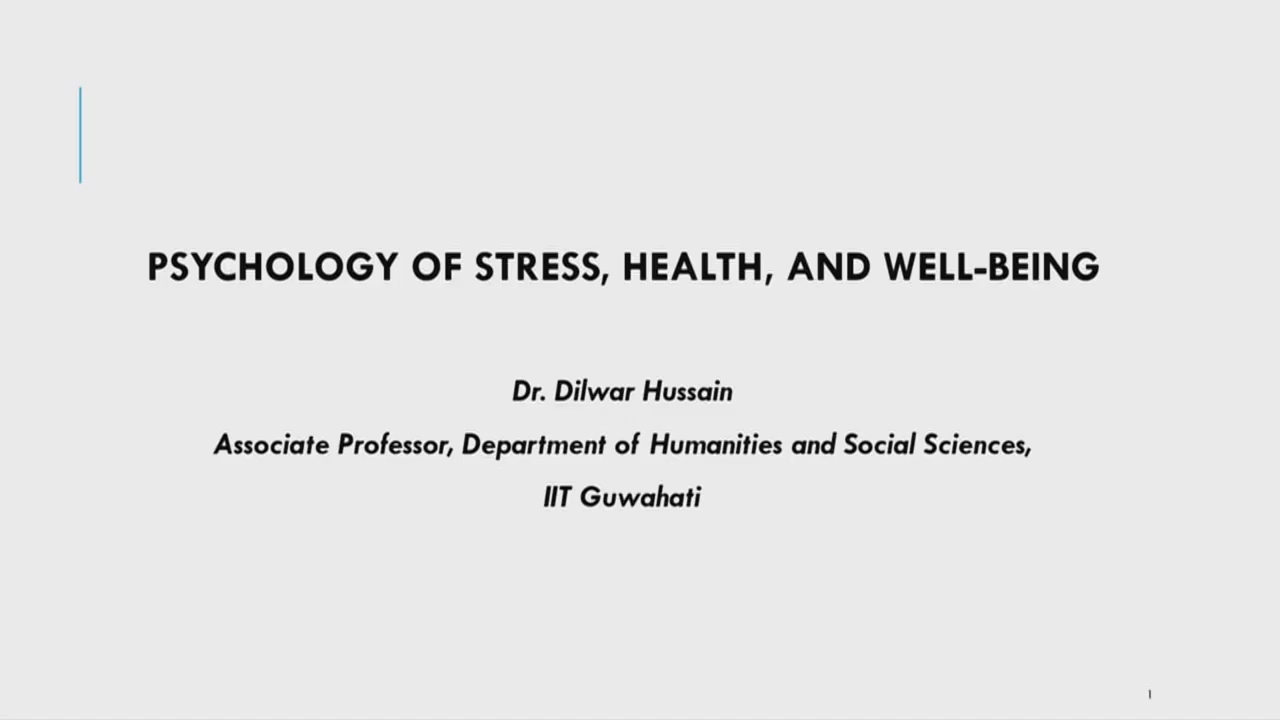 PSYCHOLOGY OF STRESS, HEALTH, AND WELL-BEING
Dr. Dilwar Hussain
Associate Professor, Department of Humanities and Social Sciences,
IIT Guwahati
1